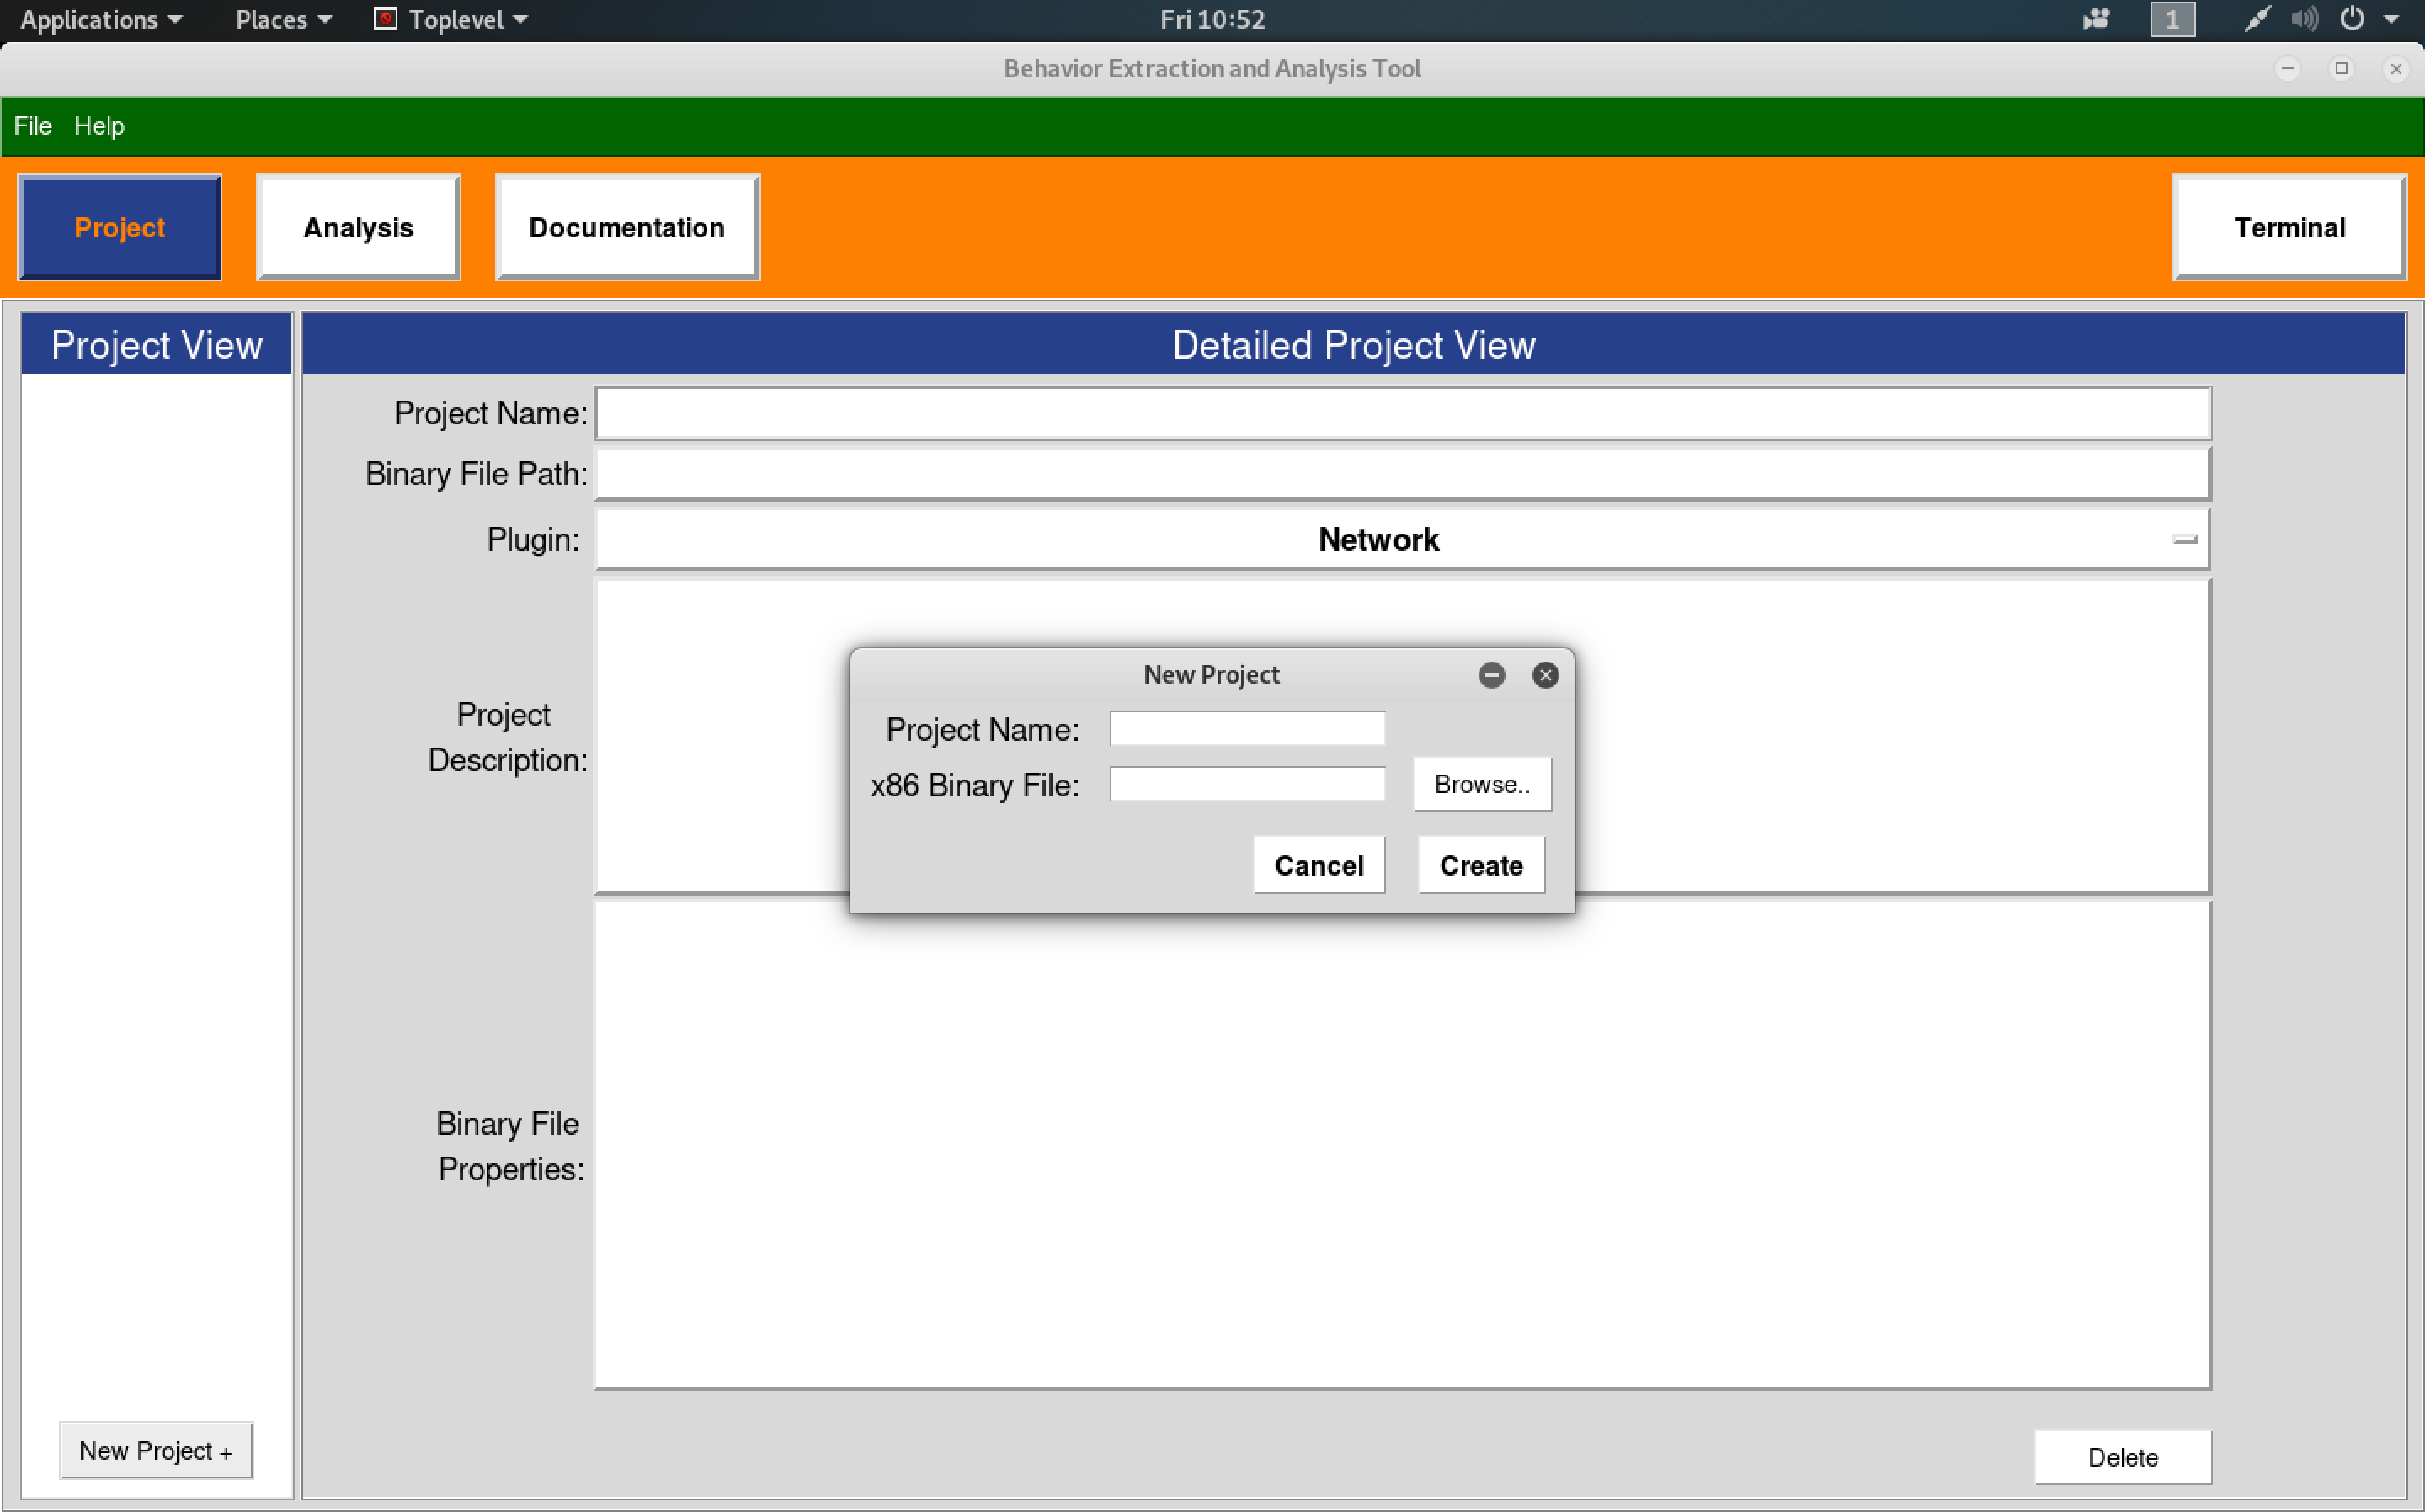 Applications Places Toplevel Fri 10:52 1
Behavior Extraction and Analysis Tool
File Help
Project Analysis Documentation Terminal
Project View
Detailed Project View
Project Name:
Binary File Path:
Plugin: Network
Project
Description:
New Project
Project Name:
x86 Binary File: Browse..
Cancel Create
Binary File
Properties:
New Project +
Delete